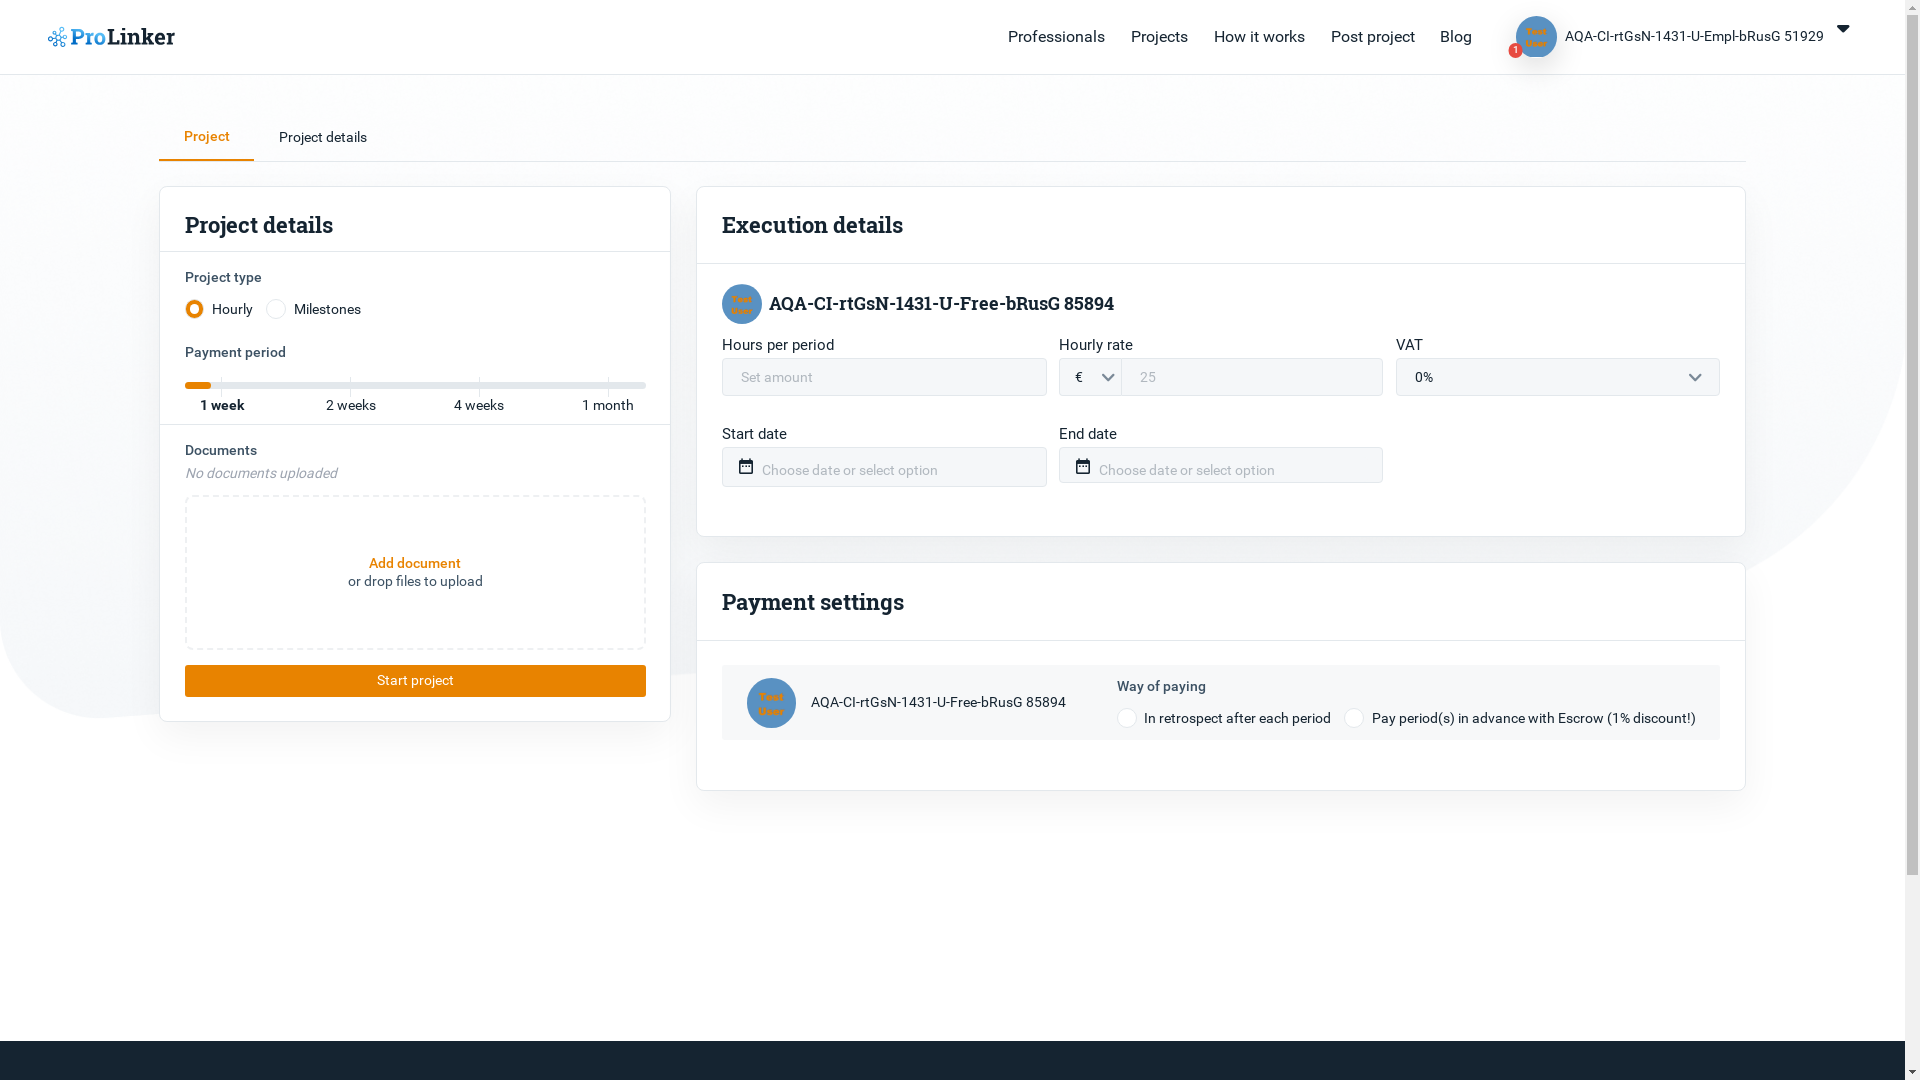 ProLinker
Professionals
Projects
How it works
Post project
Blog
Test
User
1
AQA-CI-rtGsN-1431-U-Empl-bRusG 51929
Project
Project details
Project details
Project type
Hourly
Milestones
Payment period
1 week
2 weeks
4 weeks
1 month
Documents
No documents uploaded
Add document
or drop files to upload
Start project
Execution details
Test
User
AQA-CI-rtGsN-1431-U-Free-bRusG 85894
Hours per period
Hourly rate
VAT
Set amount
€
25
0%
Start date
End date
Choose date or select option
Choose date or select option
Payment settings
Test
User
AQA-CI-rtGsN-1431-U-Free-bRusG 85894
Way of paying
In retrospect after each period
Pay period(s) in advance with Escrow (1% discount!)